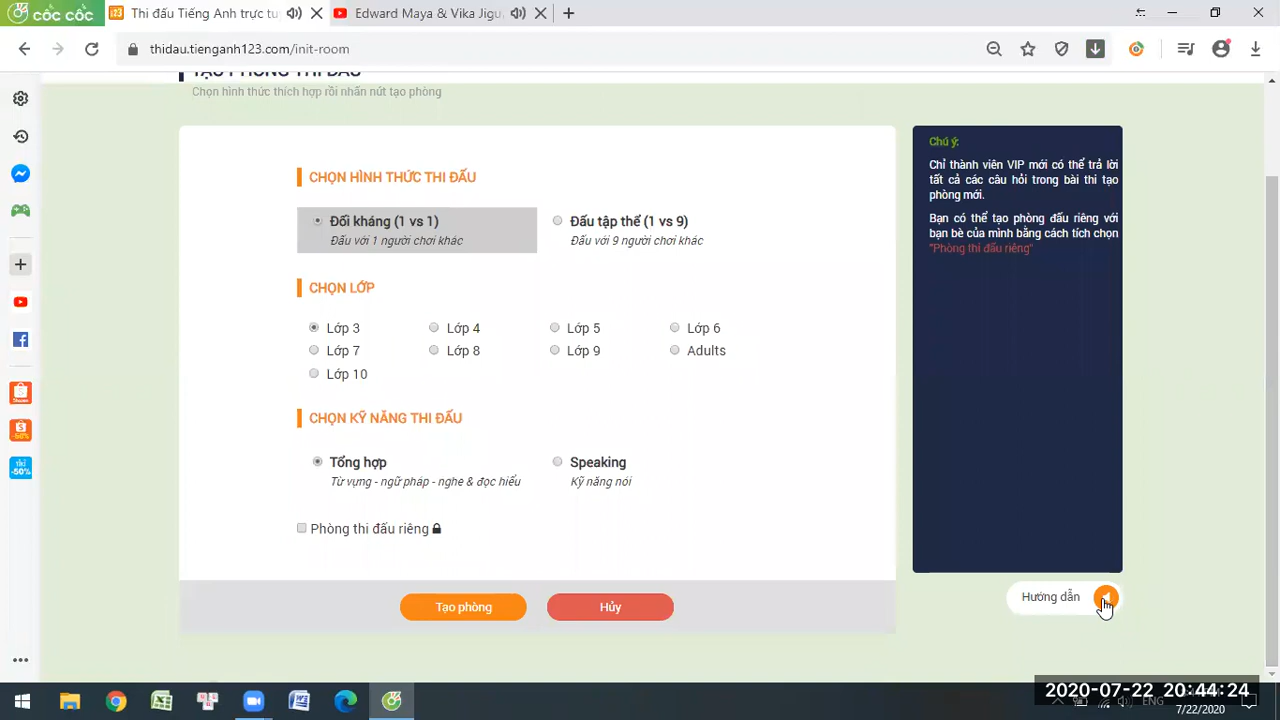 cốc cốc
Thi đấu Tiếng Anh trực tu
Edward Maya & Vika Jigu
thidau.tienganh123.com/init-room
TẠO PHÒNG THI ĐẤU
Chọn hình thức thích hợp rồi nhấn nút tạo phòng
CHỌN HÌNH THỨC THI ĐẤU
Đối kháng (1 vs 1)
Đấu với 1 người chơi khác
Đấu tập thể (1 vs 9)
Đấu với 9 người chơi khác
CHỌN LỚP
Lớp 3
Lớp 4
Lớp 5
Lớp 6
Lớp 7
Lớp 8
Lớp 9
Adults
Lớp 10
CHỌN KỸ NĂNG THI ĐẤU
Tổng hợp
Từ vựng - ngữ pháp - nghe & đọc hiểu
Speaking
Kỹ năng nói
Phòng thi đấu riêng
Tạo phòng
Hủy
Chú ý:
Chỉ thành viên VIP mới có thể trả lời
tất cả các câu hỏi trong bài thi tạo
phòng mới.
Bạn có thể tạo phòng đấu riêng với
bạn bè của mình bằng cách tích chọn
"Phòng thi đấu riêng"
Hướng dẫn
2020-07-22 20:44:24
ENG
7/22/2020